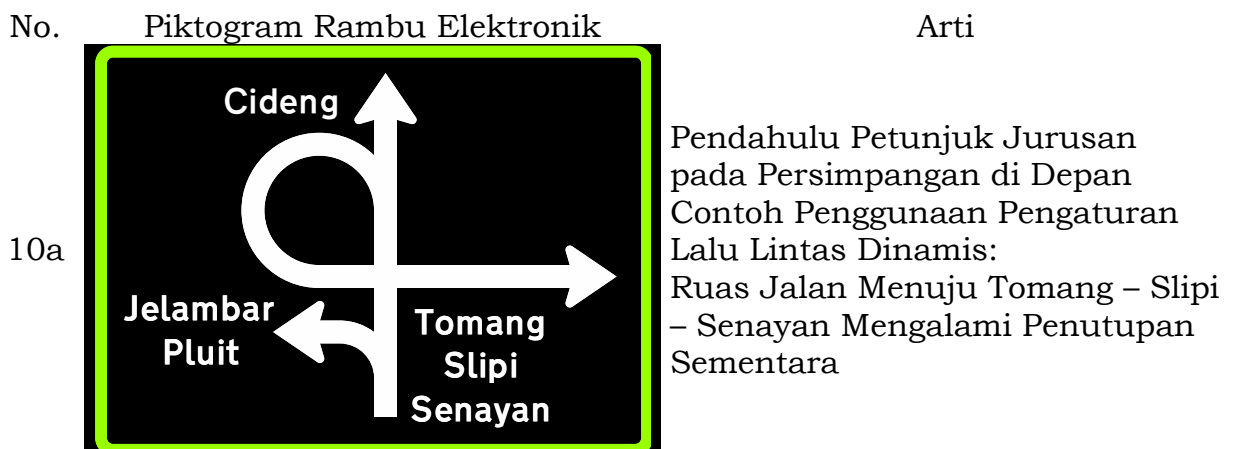 No. Piktogram Rambu Elektronik Arti
10a
Cideng
Jelambar
Pluit
Tomang
Slipi
Senayan
Pendahulu Petunjuk Jurusan
pada Persimpangan di Depan
Contoh Penggunaan Pengaturan
Lalu Lintas Dinamis:
Ruas Jalan Menuju Tomang – Slipi
– Senayan Mengalami Penutupan
Sementara